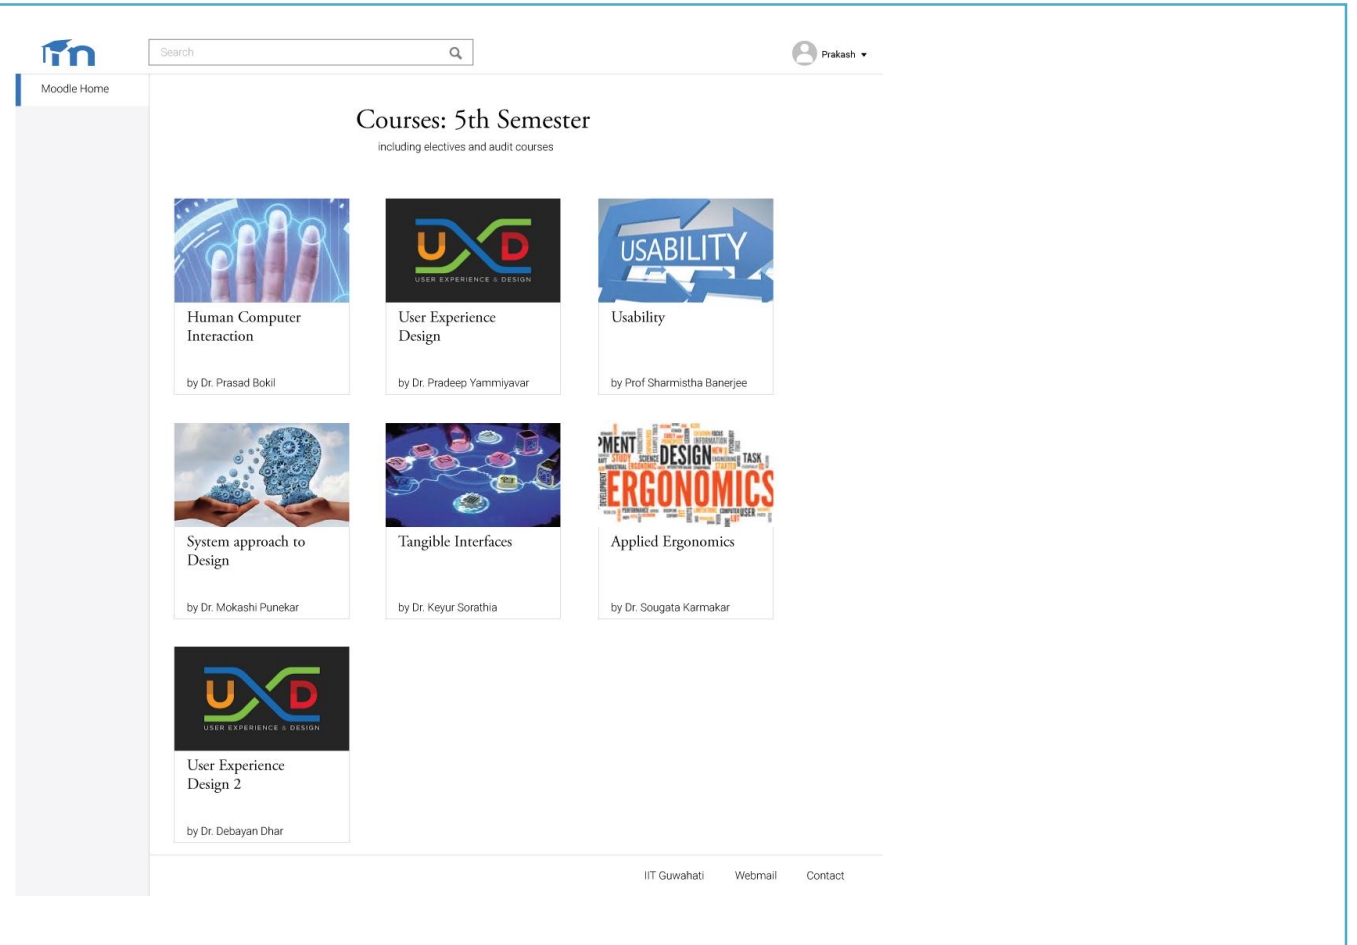 Search
Prakash
Moodle Home
Courses: 5th Semester
including electives and audit courses
UXD
USER EXPERIENCE & DESIGN
USABILITY
Human Computer
Interaction
by Dr. Prasad Bokil
User Experience
Design
by Dr. Pradeep Yammiyavar
Usability
by Prof Sharmistha Banerjee
DESIGN
TASK
ERGONOMICS
System approach to
Design
by Dr. Mokashi Punekar
Tangible Interfaces
by Dr. Keyur Sorathia
Applied Ergonomics
by Dr. Sougata Karmakar
UXD
USER EXPERIENCE & DESIGN
User Experience
Design 2
by Dr. Debayan Dhar
IIT Guwahati Webmail Contact